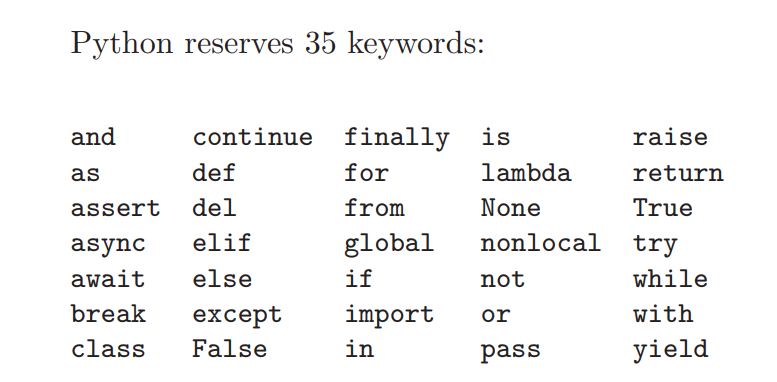 Python reserves 35 keywords:
and continue finally is raise
as def for lambda return
assert del from None True
async elif global nonlocal try
await else if not while
break except import or with
class False in pass yield